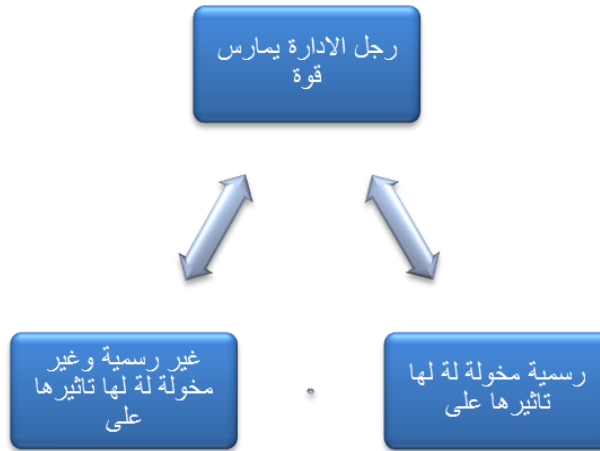 رجل الادارة يمارس
قوة
رسمية مخولة لة لها
تاثيرها على
غير رسمية وغير
مخولة لة لها تاثيرها
على